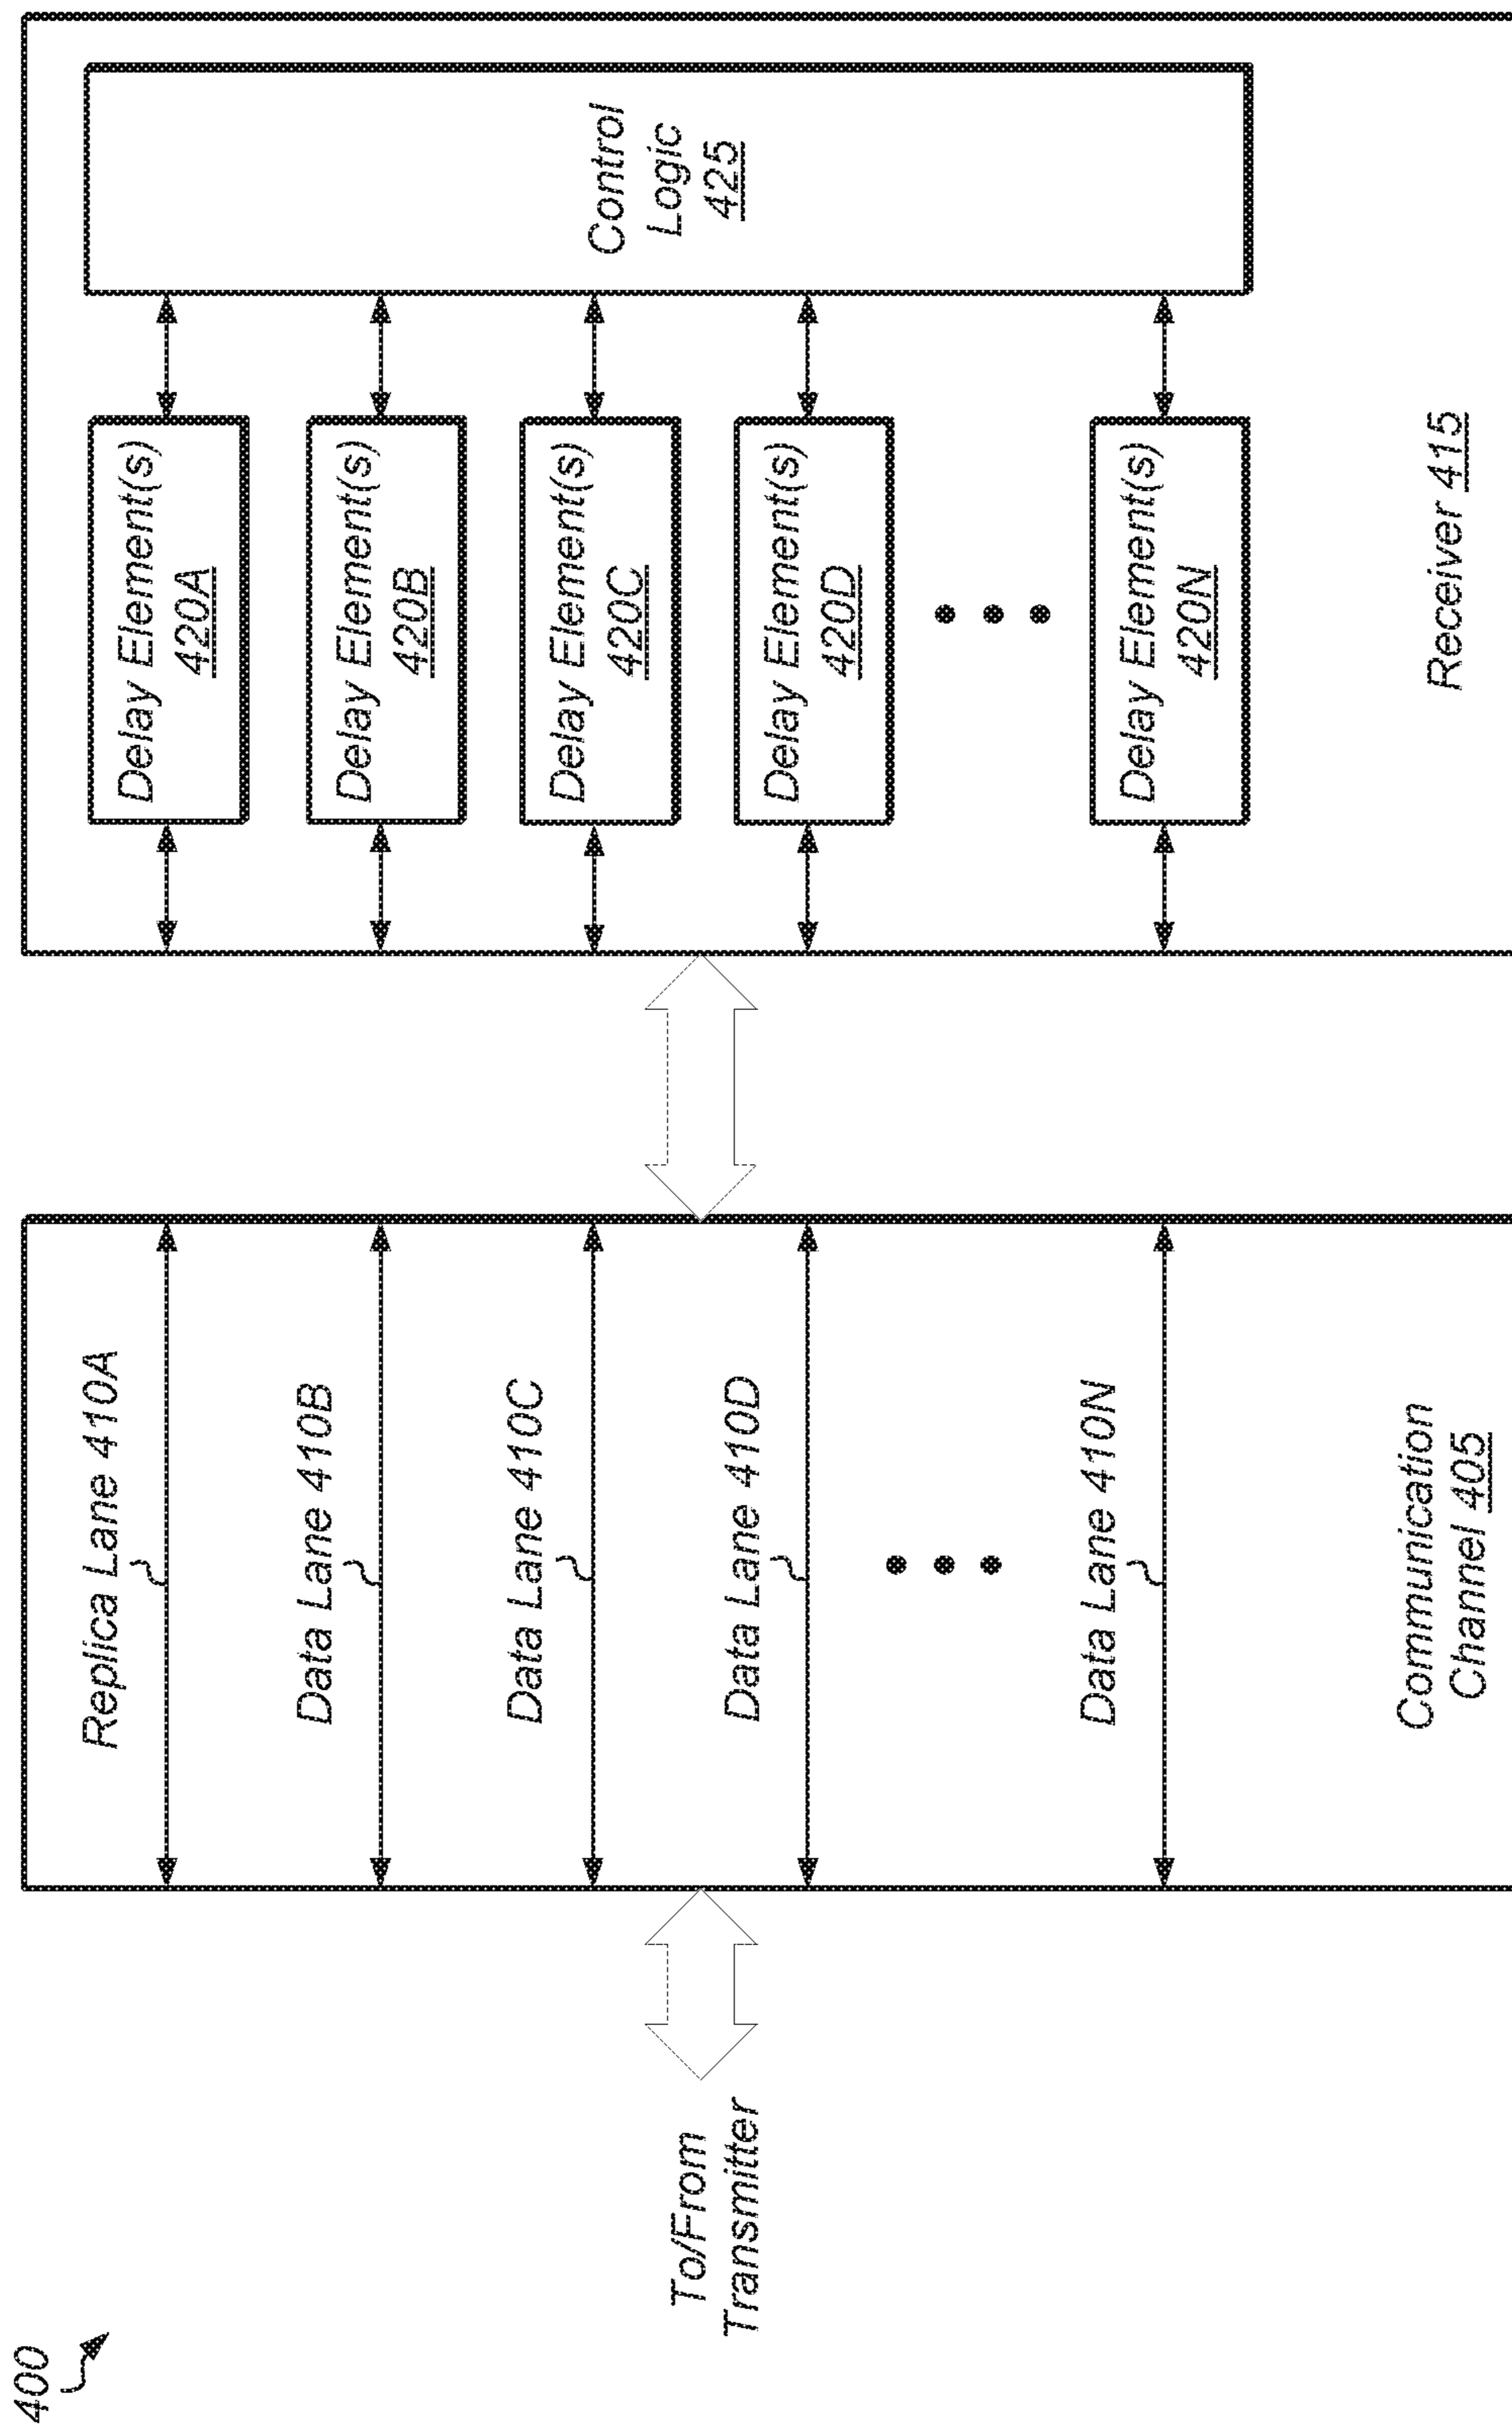 400
To/From
Transmitter
Replica Lane 410A
Data Lane 410B
Data Lane 410C
Data Lane 410D
Data Lane 410N
Communication
Channel 405
Delay Element(s)
420A
Delay Element(s)
420B
Delay Element(s)
420C
Delay Element(s)
420D
Delay Element(s)
420N
Control
Logic
425
Receiver 415